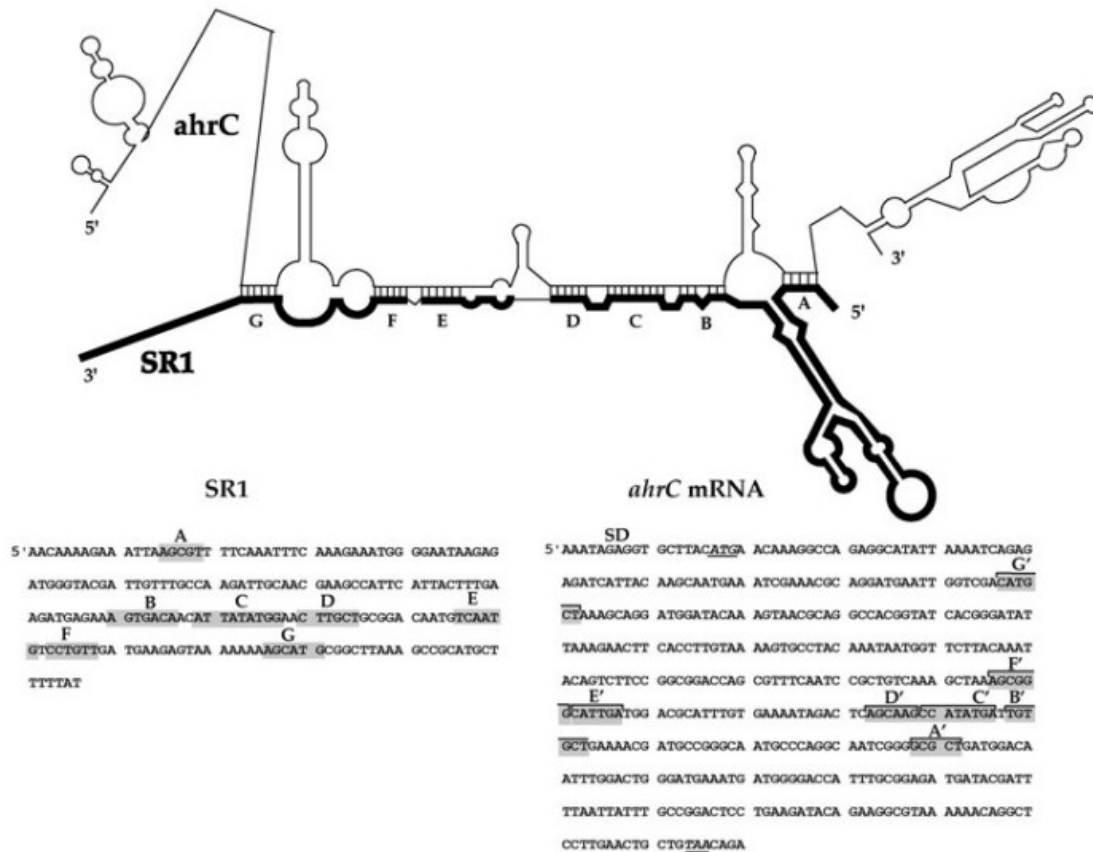 ahrC
5'
3'
G
F
E
D
C
B
A
5'
3'
SR1
SR1
ahrC mRNA
A
5'AACAAAAGAA ATTAAGCGTT TTCAAATTTC AAAGAAATGG GGAATAAGAG
ATGGGTACGA TTGTTTGCCA AGATTGCAAC GAAGCCATTC ATTACTTTGA
B C D E
AGATGAGAAA GTGACAACAT TATATGGAAC TTGCTGCGGA CAATGTCAAT
F G
GTCCTGTTGA TGAAGAGTAA AAAAAAGCATG CGGCTTAAA GCCGCATGCT
TTTTAT
SD
5'AAATAGAGGT GCTTACATGA ACAAAGGCCA GAGGCATATT AAAATCAGAG
AGATCATTAC AAGCAATGAA ATCGAAACGC AGGATGAATT GGTCGACATG
G'
CTAAAGCAGG ATGGATACAA AGTAACGCAG GCCACGGTAT CACGGGATAT
TAAAGAACTT CACCTTGTAA AAGTGCCTAC AAATAATGGT TCTTACAAAT
ACAGTCTTCC GGCGGACCAG CGTTTCAATC CGCTGTCAAA GCTAAAGCGG
F'
E' D' C' B'
GCATTGATGG ACGCATTTGT GAAAATAGAC TCAGCAAGCC ATATGATTGT
A'
GCTGAAAACG ATGCCGGGCA ATGCCCAGGC AATCGGGGCG CTGATGGACA
ATTTGGACTG GGATGAAATG ATGGGGACCA TTTGCGGAGA TGATACGATT
TTAATTATTT GCCGGACTCC TGAAGATACA GAAGGCGTAA AAAACAGGCT
CCTTGAACTG CTGTAACAGA